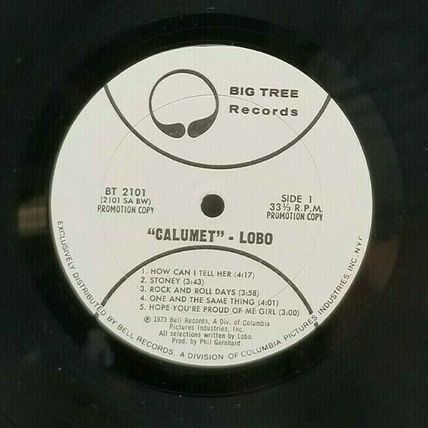 BIG TREE
Records
BT 2101
(2101 SA BW)
PROMOTION COPY
SIDE 1
33⅓ R.P.M.
PROMOTION COPY
"CALUMET" - LOBO
1. HOW CAN I TELL HER (4:17)
2. STONEY (3:43)
3. ROCK AND ROLL DAYS (3:58)
4. ONE AND THE SAME THING (4:01)
5. HOPE YOU'RE PROUD OF ME GIRL (3:00)
℗ 1973 Bell Records, A Div. of Columbia
Pictures Industries, Inc.
All selections written by Lobo.
Prod. by Phil Gernhard
EXCLUSIVELY DISTRIBUTED BY BELL RECORDS, A DIVISION OF COLUMBIA PICTURES INDUSTRIES, INC. N.Y.C.